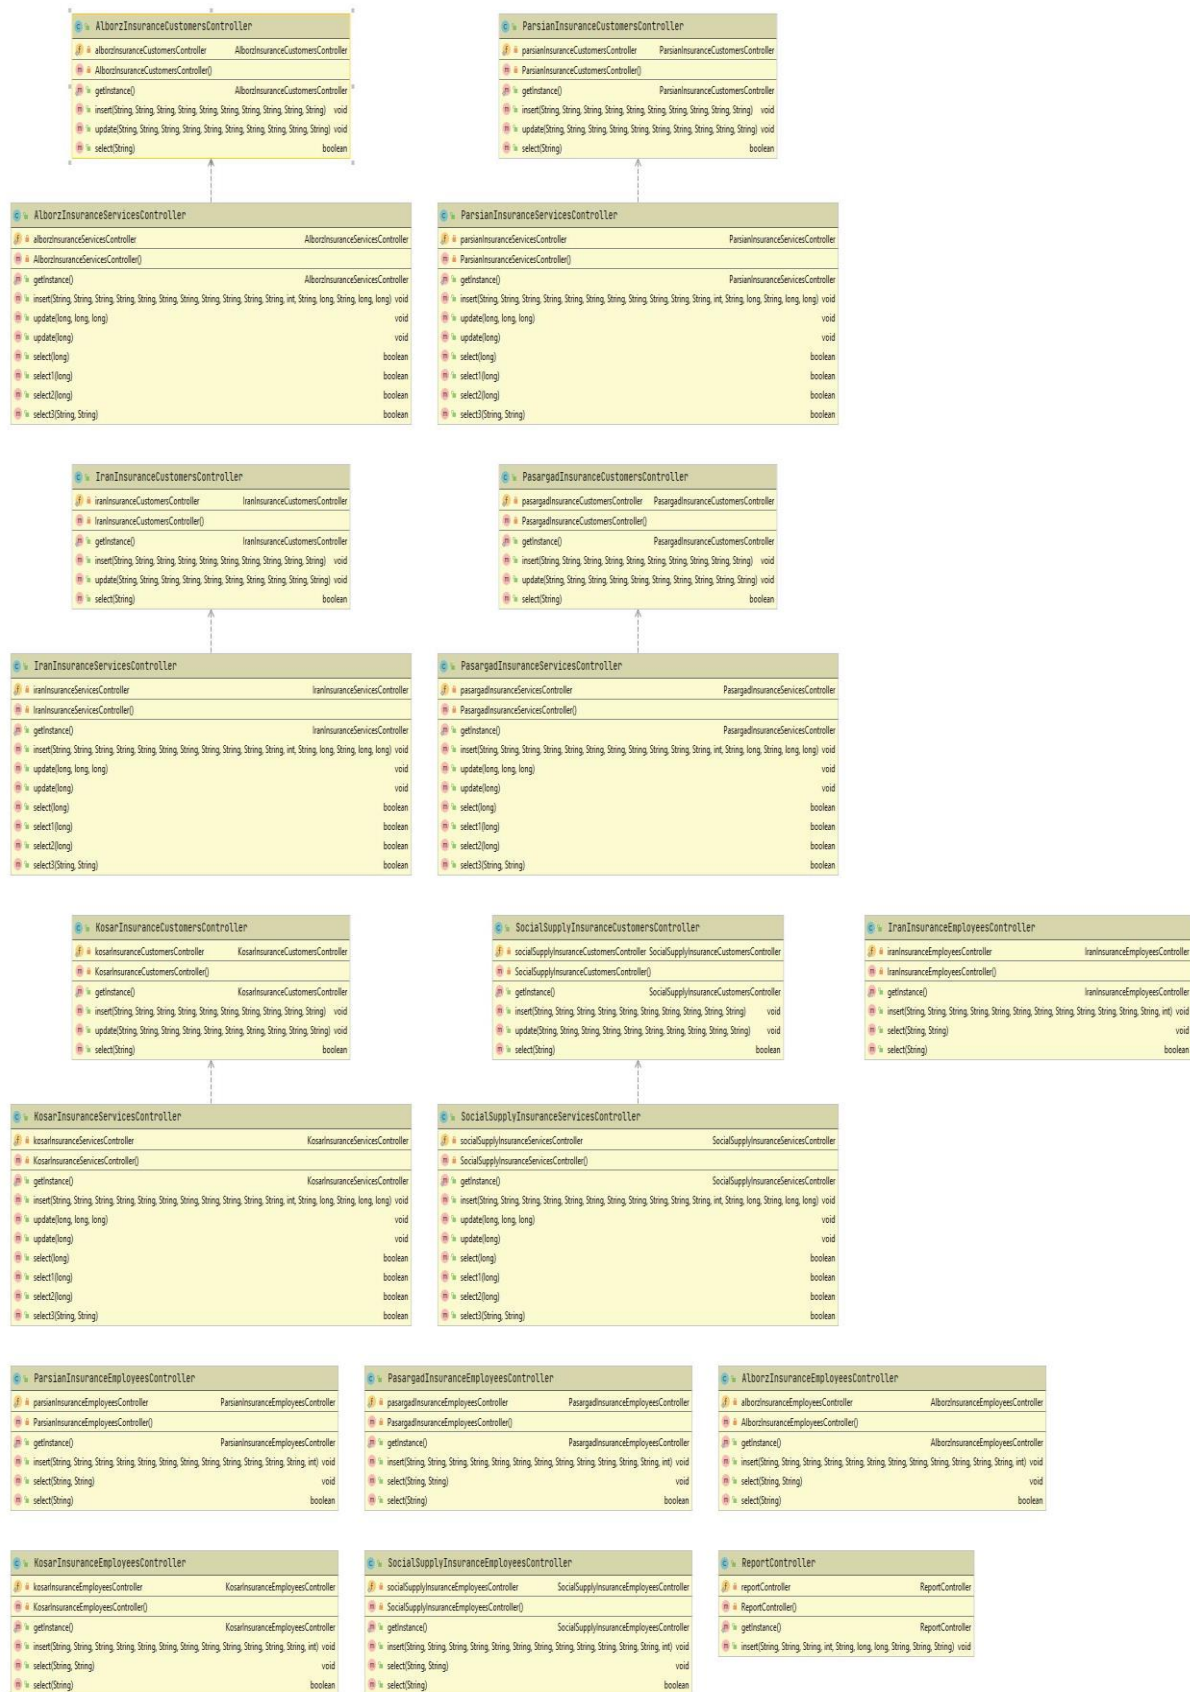 AlborzInsuranceCustomersController
alborzInsuranceCustomersController AlborzInsuranceCustomersController
AlborzInsuranceCustomersController()
getInstance() AlborzInsuranceCustomersController
insert(String, String, String, String, String, String, String, String, String, String) void
update(String, String, String, String, String, String, String, String, String, String) void
select(String) boolean
ParsianInsuranceCustomersController
parsianInsuranceCustomersController ParsianInsuranceCustomersController
ParsianInsuranceCustomersController()
getInstance() ParsianInsuranceCustomersController
insert(String, String, String, String, String, String, String, String, String, String) void
update(String, String, String, String, String, String, String, String, String, String) void
select(String) boolean
AlborzInsuranceServicesController
alborzInsuranceServicesController AlborzInsuranceServicesController
AlborzInsuranceServicesController()
getInstance() AlborzInsuranceServicesController
insert(String, String, String, String, String, String, String, String, String, String, String, int, String, long, String, long, long) void
update(long, long, long) void
update(long) void
select(long) boolean
select1(long) boolean
select2(long) boolean
select3(String, String) boolean
ParsianInsuranceServicesController
parsianInsuranceServicesController ParsianInsuranceServicesController
ParsianInsuranceServicesController()
getInstance() ParsianInsuranceServicesController
insert(String, String, String, String, String, String, String, String, String, String, String, int, String, long, String, long, long) void
update(long, long, long) void
update(long) void
select(long) boolean
select1(long) boolean
select2(long) boolean
select3(String, String) boolean
IranInsuranceCustomersController
iranInsuranceCustomersController IranInsuranceCustomersController
IranInsuranceCustomersController()
getInstance() IranInsuranceCustomersController
insert(String, String, String, String, String, String, String, String, String, String) void
update(String, String, String, String, String, String, String, String, String, String) void
select(String) boolean
PasargadInsuranceCustomersController
pasargadInsuranceCustomersController PasargadInsuranceCustomersController
PasargadInsuranceCustomersController()
getInstance() PasargadInsuranceCustomersController
insert(String, String, String, String, String, String, String, String, String, String) void
update(String, String, String, String, String, String, String, String, String, String) void
select(String) boolean
IranInsuranceServicesController
iranInsuranceServicesController IranInsuranceServicesController
IranInsuranceServicesController()
getInstance() IranInsuranceServicesController
insert(String, String, String, String, String, String, String, String, String, String, String, int, String, long, String, long, long) void
update(long, long, long) void
update(long) void
select(long) boolean
select1(long) boolean
select2(long) boolean
select3(String, String) boolean
PasargadInsuranceServicesController
pasargadInsuranceServicesController PasargadInsuranceServicesController
PasargadInsuranceServicesController()
getInstance() PasargadInsuranceServicesController
insert(String, String, String, String, String, String, String, String, String, String, String, int, String, long, String, long, long) void
update(long, long, long) void
update(long) void
select(long) boolean
select1(long) boolean
select2(long) boolean
select3(String, String) boolean
KosarInsuranceCustomersController
kosarInsuranceCustomersController KosarInsuranceCustomersController
KosarInsuranceCustomersController()
getInstance() KosarInsuranceCustomersController
insert(String, String, String, String, String, String, String, String, String, String) void
update(String, String, String, String, String, String, String, String, String, String) void
select(String) boolean
SocialSupplyInsuranceCustomersController
socialSupplyInsuranceCustomersController SocialSupplyInsuranceCustomersController
SocialSupplyInsuranceCustomersController()
getInstance() SocialSupplyInsuranceCustomersController
insert(String, String, String, String, String, String, String, String, String, String) void
update(String, String, String, String, String, String, String, String, String, String) void
select(String) boolean
IranInsuranceEmployeesController
iranInsuranceEmployeesController IranInsuranceEmployeesController
IranInsuranceEmployeesController()
getInstance() IranInsuranceEmployeesController
insert(String, String, String, String, String, String, String, String, String, String, String, String, int) void
select(String, String) void
select(String) boolean
KosarInsuranceServicesController
kosarInsuranceServicesController KosarInsuranceServicesController
KosarInsuranceServicesController()
getInstance() KosarInsuranceServicesController
insert(String, String, String, String, String, String, String, String, String, String, String, int, String, long, String, long, long) void
update(long, long, long) void
update(long) void
select(long) boolean
select1(long) boolean
select2(long) boolean
select3(String, String) boolean
SocialSupplyInsuranceServicesController
socialSupplyInsuranceServicesController SocialSupplyInsuranceServicesController
SocialSupplyInsuranceServicesController()
getInstance() SocialSupplyInsuranceServicesController
insert(String, String, String, String, String, String, String, String, String, String, String, int, String, long, String, long, long) void
update(long, long, long) void
update(long) void
select(long) boolean
select1(long) boolean
select2(long) boolean
select3(String, String) boolean
ParsianInsuranceEmployeesController
parsianInsuranceEmployeesController ParsianInsuranceEmployeesController
ParsianInsuranceEmployeesController()
getInstance() ParsianInsuranceEmployeesController
insert(String, String, String, String, String, String, String, String, String, String, String, String, int) void
select(String, String) void
select(String) boolean
PasargadInsuranceEmployeesController
pasargadInsuranceEmployeesController PasargadInsuranceEmployeesController
PasargadInsuranceEmployeesController()
getInstance() PasargadInsuranceEmployeesController
insert(String, String, String, String, String, String, String, String, String, String, String, String, int) void
select(String, String) void
select(String) boolean
AlborzInsuranceEmployeesController
alborzInsuranceEmployeesController AlborzInsuranceEmployeesController
AlborzInsuranceEmployeesController()
getInstance() AlborzInsuranceEmployeesController
insert(String, String, String, String, String, String, String, String, String, String, String, String, int) void
select(String, String) void
select(String) boolean
KosarInsuranceEmployeesController
kosarInsuranceEmployeesController KosarInsuranceEmployeesController
KosarInsuranceEmployeesController()
getInstance() KosarInsuranceEmployeesController
insert(String, String, String, String, String, String, String, String, String, String, String, String, int) void
select(String, String) void
select(String) boolean
SocialSupplyInsuranceEmployeesController
socialSupplyInsuranceEmployeesController SocialSupplyInsuranceEmployeesController
SocialSupplyInsuranceEmployeesController()
getInstance() SocialSupplyInsuranceEmployeesController
insert(String, String, String, String, String, String, String, String, String, String, String, String, int) void
select(String, String) void
select(String) boolean
ReportController
reportController ReportController
ReportController()
getInstance() ReportController
insert(String, String, String, int, String, long, long, String, String, String) void